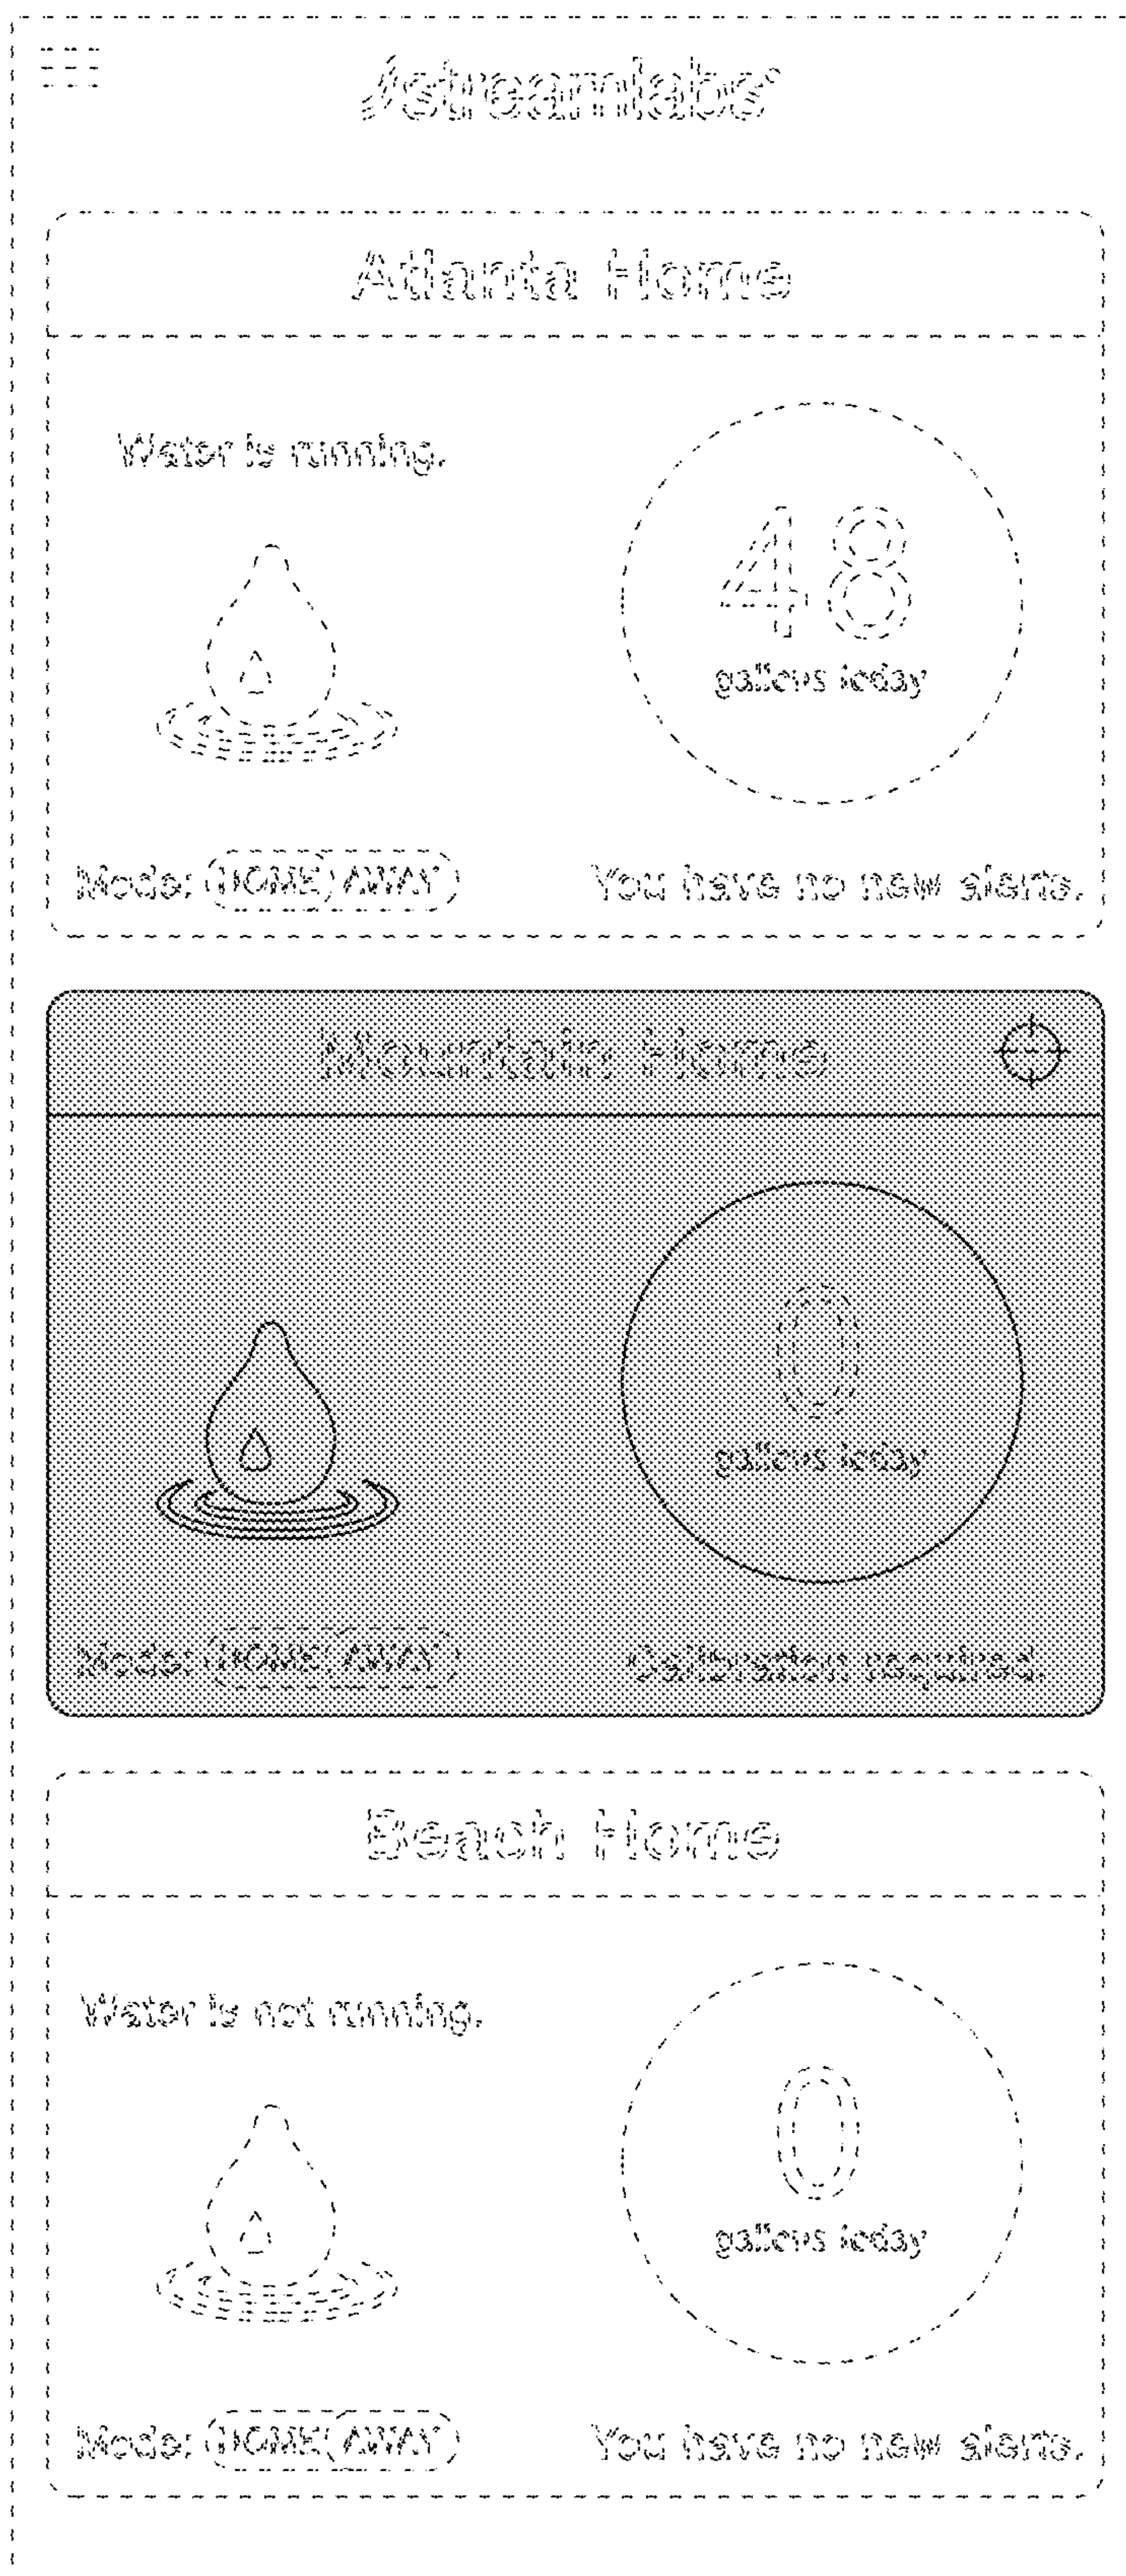 streamlabs®
Atlanta Home
Water is running.
48
gallons today
Mode: HOME AWAY
You have no new alerts.
Mountain Home
0
gallons today
Mode: HOME AWAY
Calibration required.
Beach Home
Water is not running.
0
gallons today
Mode: HOME AWAY
You have no new alerts.